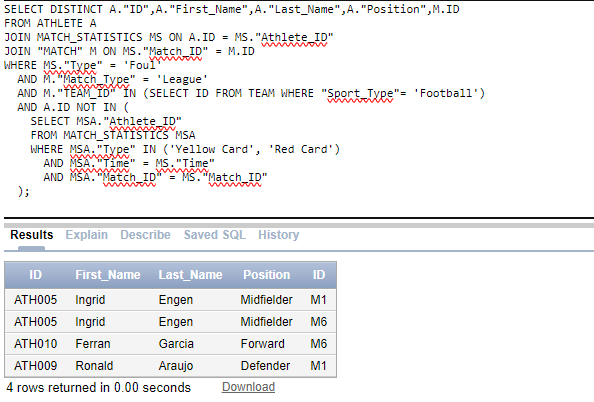 SELECT DISTINCT A."ID",A."First_Name",A."Last_Name",A."Position",M.ID
FROM ATHLETE A
JOIN MATCH_STATISTICS MS ON A.ID = MS."Athlete_ID"
JOIN "MATCH" M ON MS."Match_ID" = M.ID
WHERE MS."Type" = 'Foul'
  AND M."Match_Type" = 'League'
  AND M."TEAM_ID" IN (SELECT ID FROM TEAM WHERE "Sport_Type"= 'Football')
  AND A.ID NOT IN (
    SELECT MSA."Athlete_ID"
    FROM MATCH_STATISTICS MSA
    WHERE MSA."Type" IN ('Yellow Card', 'Red Card')
      AND MSA."Time" = MS."Time"
      AND MSA."Match_ID" = MS."Match_ID"
  );
Results Explain Describe Saved SQL History
ID First_Name Last_Name Position ID
ATH005 Ingrid Engen Midfielder M1
ATH005 Ingrid Engen Midfielder M6
ATH010 Ferran Garcia Forward M6
ATH009 Ronald Araujo Defender M1
4 rows returned in 0.00 seconds Download